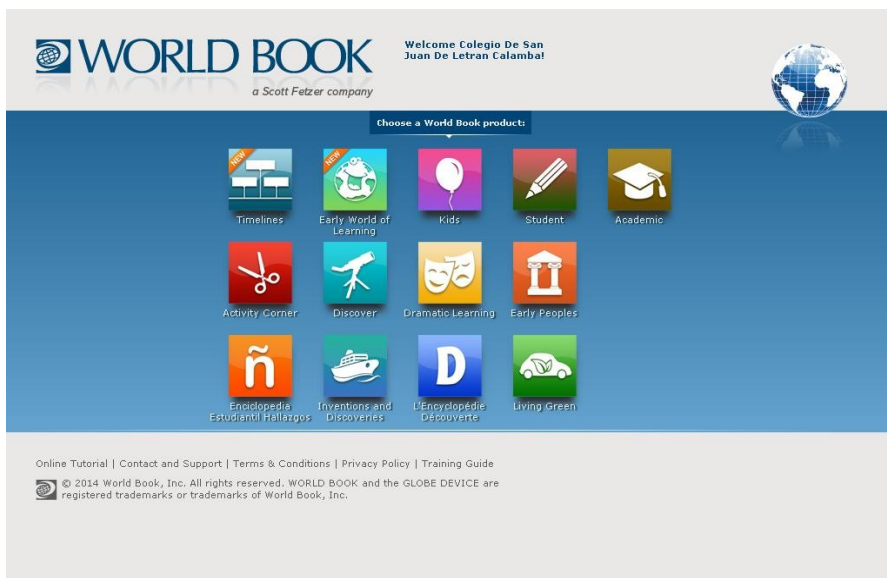 WORLD BOOK
a Scott Fetzer company
Welcome Colegio De San
Juan De Letran Calamba!
Choose a World Book product:
NEW
Timelines
NEW
Early World of
Learning
Kids
Student
Academic
Activity Corner
Discover
Dramatic Learning
Early Peoples
ñ
Enciclopedia
Estudiantil Hallazgos
Inventions and
Discoveries
D
L'Encyclopédie
Découverte
Living Green
Online Tutorial | Contact and Support | Terms & Conditions | Privacy Policy | Training Guide
© 2014 World Book, Inc. All rights reserved. WORLD BOOK and the GLOBE DEVICE are
registered trademarks or trademarks of World Book, Inc.